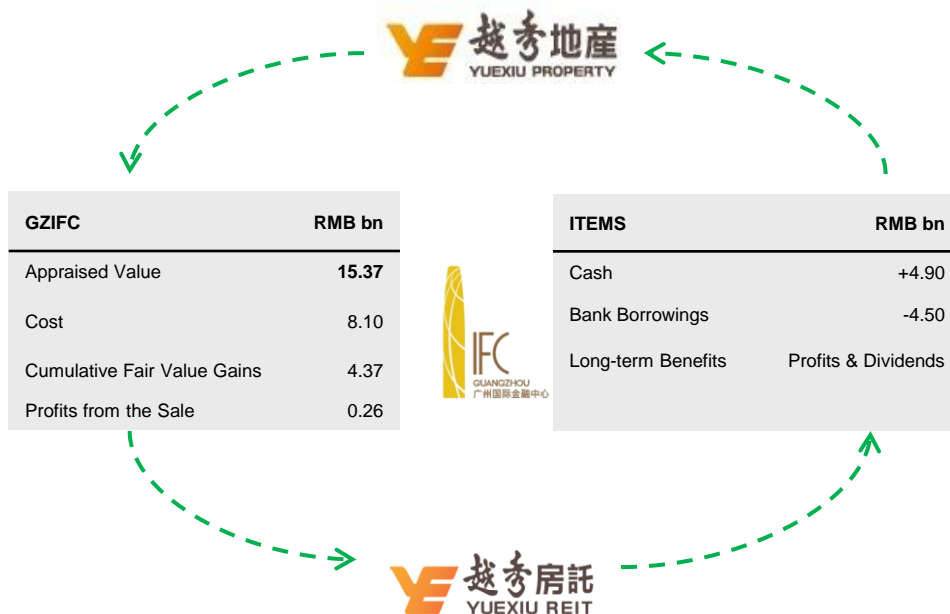 越秀地産
YUEXIU PROPERTY
GZIFC RMB bn
Appraised Value 15.37
Cost 8.10
Cumulative Fair Value Gains 4.37
Profits from the Sale 0.26
IFC
GUANGZHOU
广州国际金融中心
ITEMS RMB bn
Cash +4.90
Bank Borrowings -4.50
Long-term Benefits Profits & Dividends
越秀房託
YUEXIU REIT